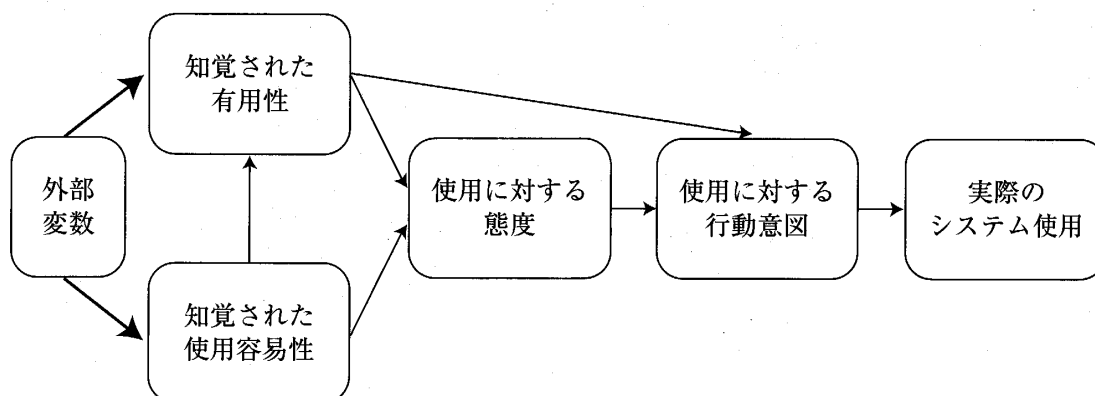 知覚された
有用性
外部
変数
使用に対する
態度
使用に対する
行動意図
実際の
システム使用
知覚された
使用容易性